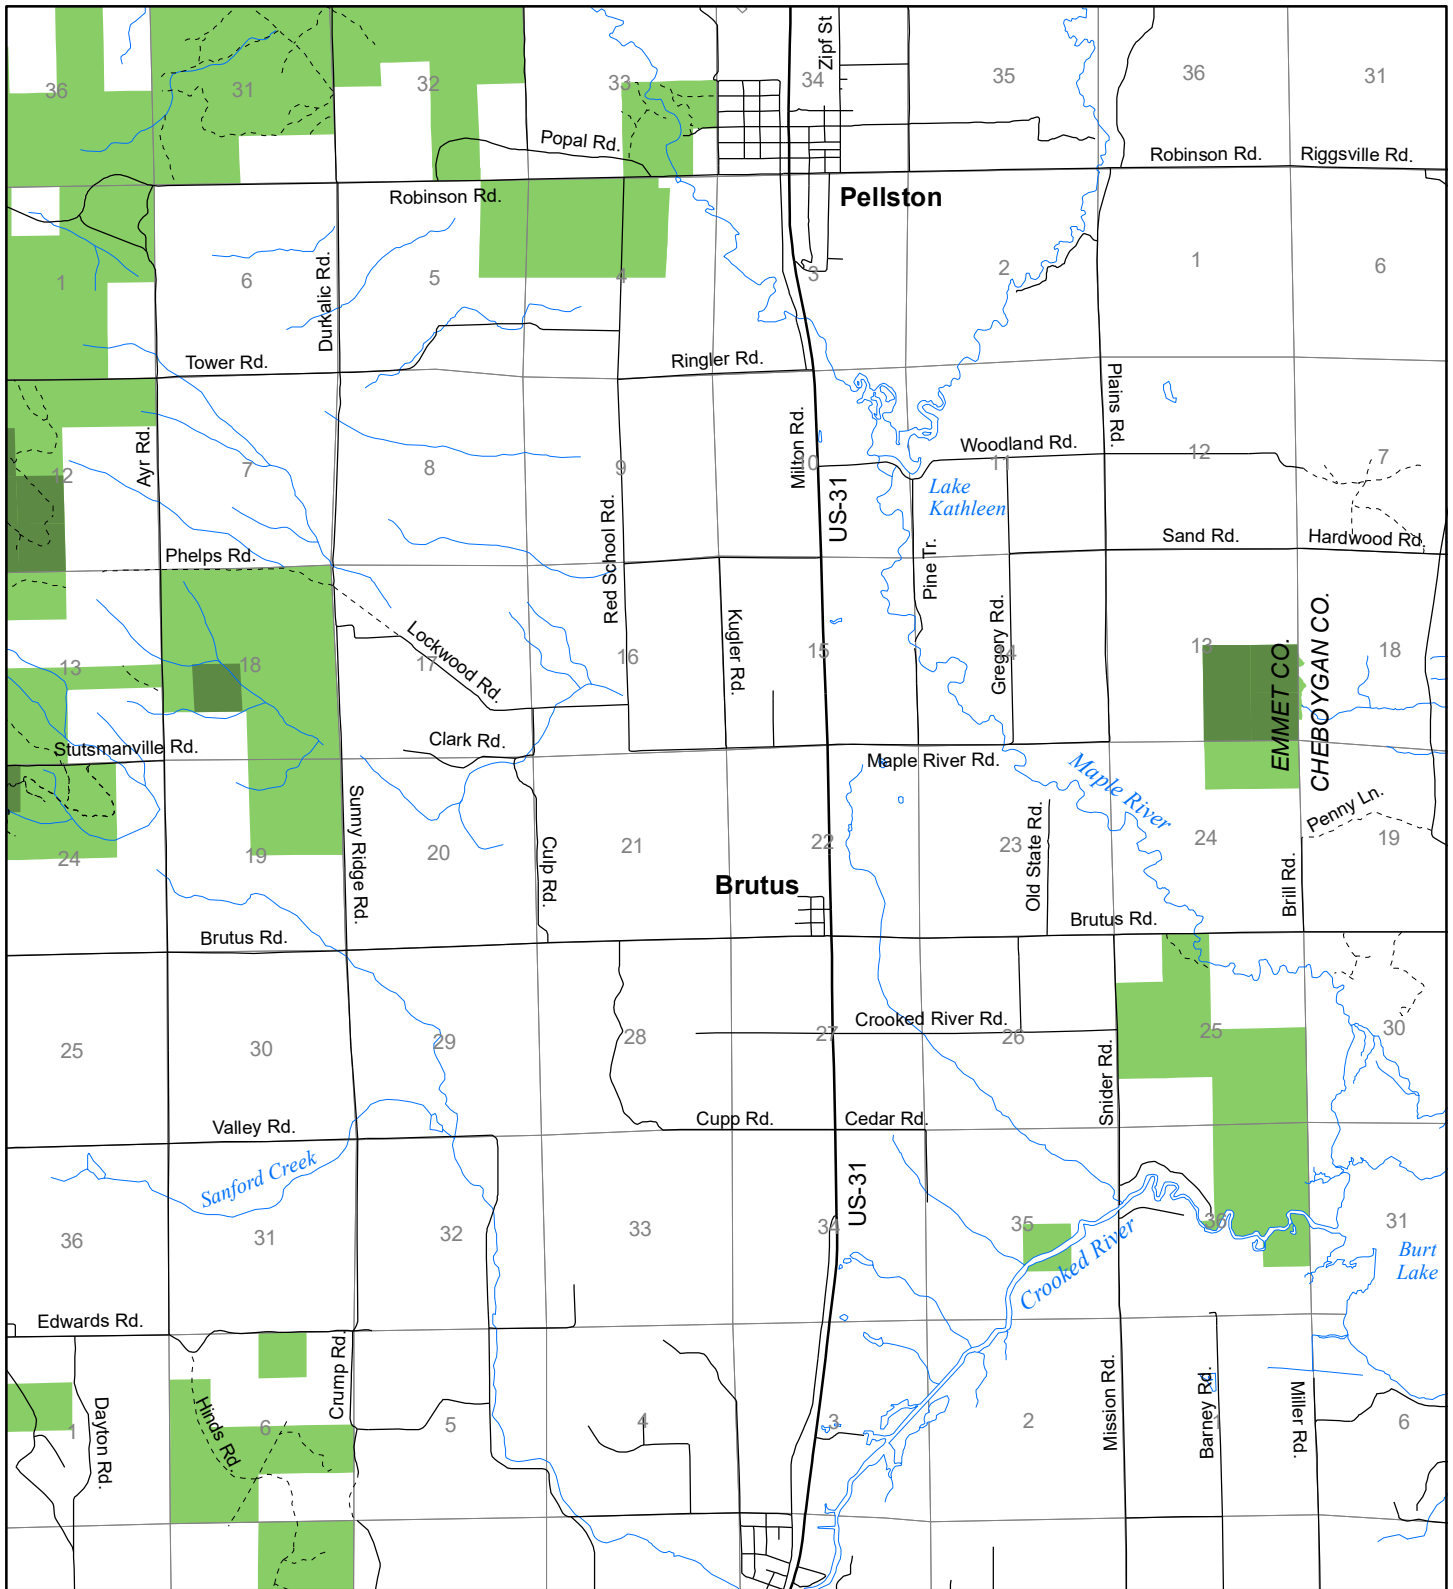 Zipf St
36
31
32
33
34
35
36
31
Popal Rd.
Robinson Rd.
Riggsville Rd.
Robinson Rd.
Pellston
1
6
Durkalic Rd.
5
4
3
2
1
6
Tower Rd.
Ringler Rd.
Plains Rd.
Ayr Rd.
Milton Rd.
Woodland Rd.
12
7
8
9
10
11
12
7
US-31
Lake
Kathleen
Red School Rd.
Phelps Rd.
Pine Tr.
Sand Rd.
Hardwood Rd.
Lockwood Rd.
Kugler Rd.
Gregory Rd.
EMMET CO.
CHEBOYGAN CO.
13
18
17
16
15
14
13
18
Stutsmanville Rd.
Clark Rd.
Maple River Rd.
Maple River
Sunny Ridge Rd.
Culp Rd.
Old State Rd.
Penny Ln.
24
19
20
21
22
23
24
19
Brutus
Brill Rd.
Brutus Rd.
Brutus Rd.
25
30
29
28
27
Crooked River Rd.
26
25
30
Snider Rd.
Valley Rd.
Cupp Rd.
Cedar Rd.
Sanford Creek
US-31
36
31
32
33
34
35
36
31
Crooked River
Burt
Lake
Edwards Rd.
Crump Rd.
Mission Rd.
Barney Rd.
Miller Rd.
Dayton Rd.
Hinds Rd.
1
6
5
4
3
2
1
6